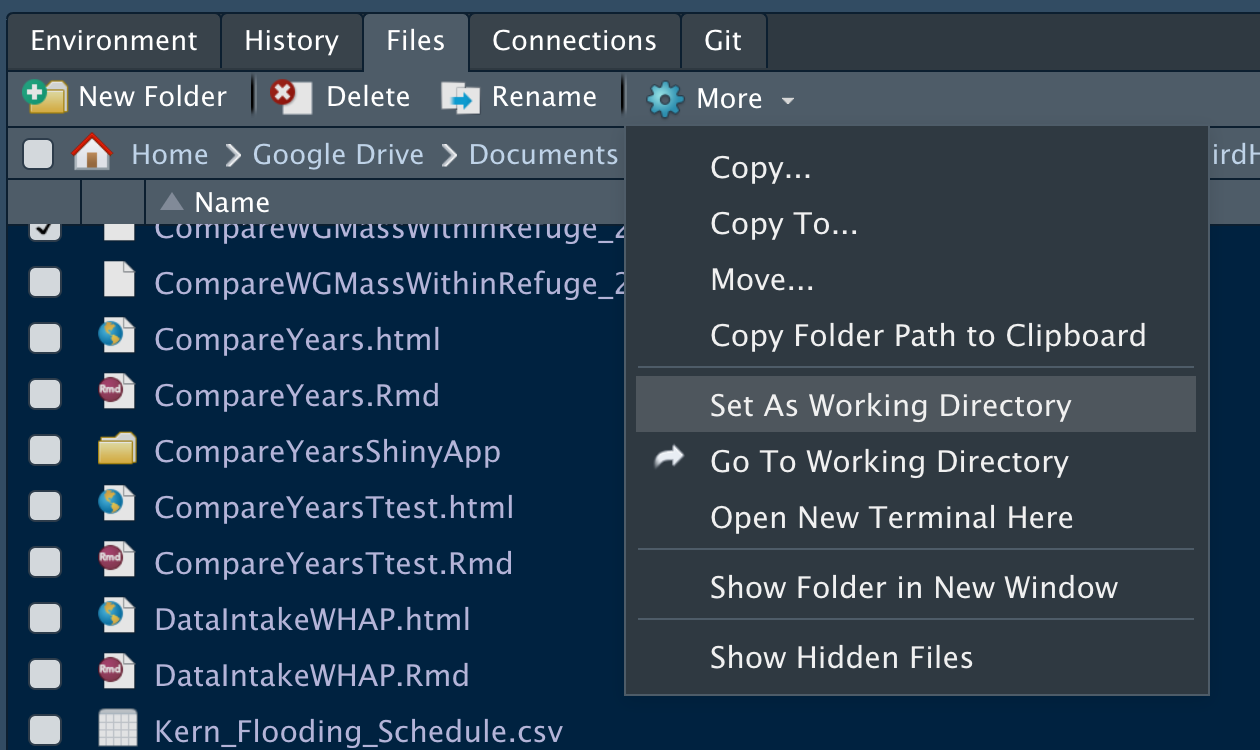 Environment History Files Connections Git
New Folder Delete Rename More
Home Google Drive Documents
Name
CompareWGMassWithinRefuge_2
CompareWGMassWithinRefuge_2
CompareYears.html
Rmd CompareYears.Rmd
CompareYearsShinyApp
CompareYearsTtest.html
Rmd CompareYearsTtest.Rmd
DataIntakeWHAP.html
Rmd DataIntakeWHAP.Rmd
Kern_Flooding_Schedule.csv
Copy...
Copy To...
Move...
Copy Folder Path to Clipboard
Set As Working Directory
Go To Working Directory
Open New Terminal Here
Show Folder in New Window
Show Hidden Files